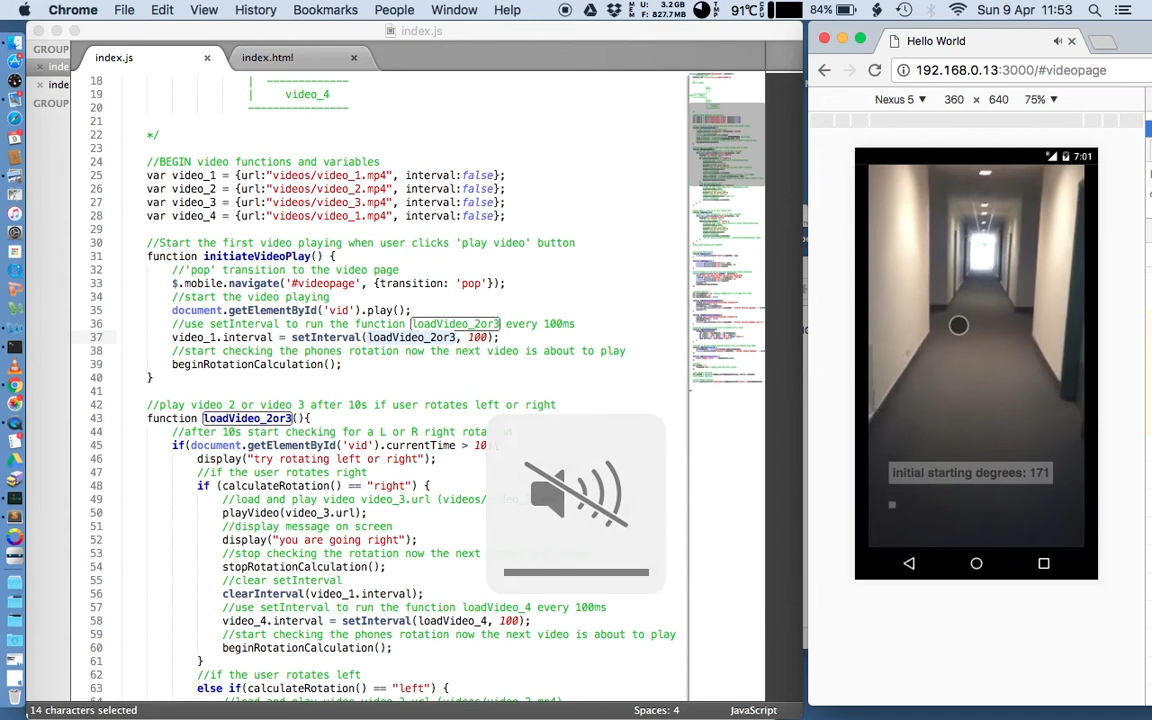 Chrome File Edit View History Bookmarks People Window Help
MEM 3.2GB 827.7MB 91℃ CPU 84% Sun 9 Apr 11:53
index.js
GROUP
index
index
GROUP
index.js × index.html ×
18 | ----------------
19 | video_4
20 ----------------
21
22 */
23
24 //BEGIN video functions and variables
25 var video_1 = {url:"videos/video_1.mp4", interval:false};
26 var video_2 = {url:"videos/video_2.mp4", interval:false};
27 var video_3 = {url:"videos/video_3.mp4", interval:false};
28 var video_4 = {url:"videos/video_1.mp4", interval:false};
29
30 //Start the first video playing when user clicks 'play video' button
31 function initiateVideoPlay() {
32 //'pop' transition to the video page
33 $.mobile.navigate('#videopage', {transition: 'pop'});
34 //start the video playing
35 document.getElementById('vid').play();
36 //use setInterval to run the function loadVideo_2or3 every 100ms
37 video_1.interval = setInterval(loadVideo_2or3, 100);
38 //start checking the phones rotation now the next video is about to play
39 beginRotationCalculation();
40 }
41
42 //play video 2 or video 3 after 10s if user rotates left or right
43 function loadVideo_2or3(){
44 //after 10s start checking for a L or R right rotation
45 if(document.getElementById('vid').currentTime > 10){
46 display("try rotating left or right");
47 //if the user rotates right
48 if (calculateRotation() == "right") {
49 //load and play video video_3.url (videos/
50 playVideo(video_3.url);
51 //display message on screen
52 display("you are going right");
53 //stop checking the rotation now the next
54 stopRotationCalculation();
55 //clear setInterval
56 clearInterval(video_1.interval);
57 //use setInterval to run the function loadVideo_4 every 100ms
58 video_4.interval = setInterval(loadVideo_4, 100);
59 //start checking the phones rotation now the next video is about to play
60 beginRotationCalculation();
61 }
62 //if the user rotates left
63 else if(calculateRotation() == "left") {
14 characters selected Spaces: 4 JavaScript
Hello World ×
192.168.0.13:3000/#videopage
Nexus 5 ▼ 360 × 640 75% ▼
7:01
initial starting degrees: 171